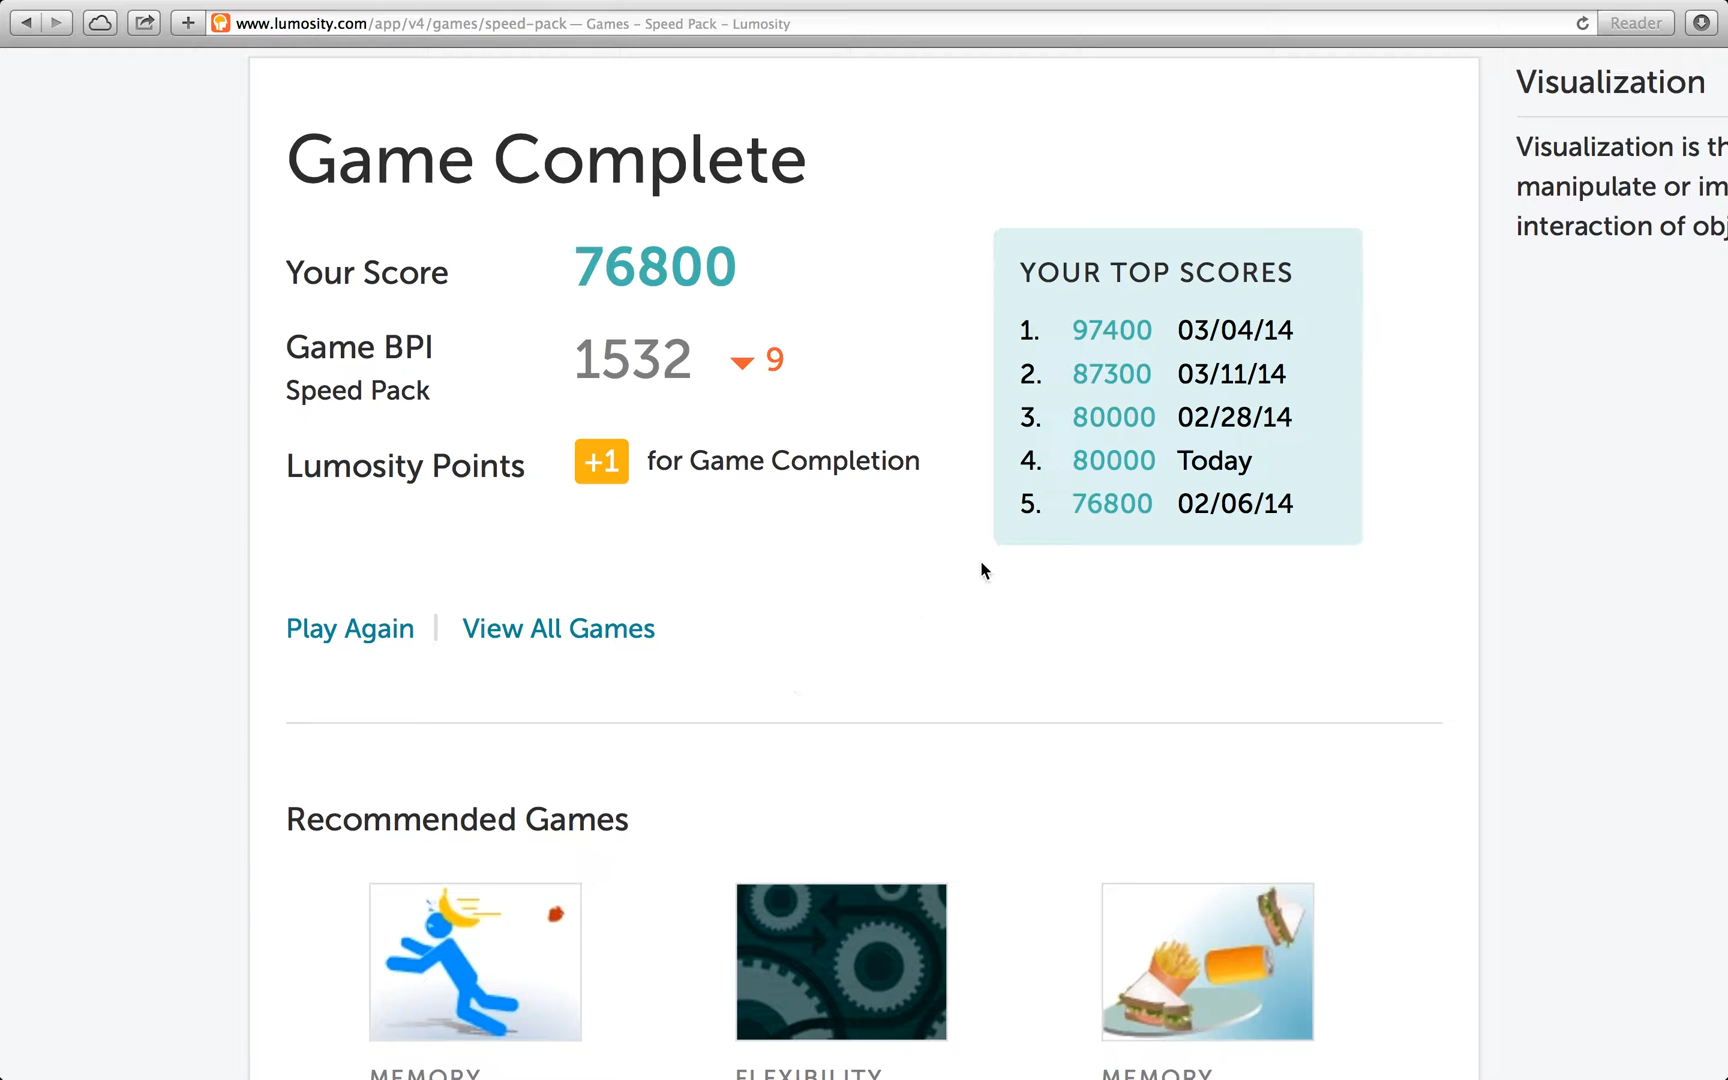 www.lumosity.com/app/v4/games/speed-pack — Games – Speed Pack – Lumosity
Reader
Game Complete
Your Score 76800
Game BPI 1532 9
Speed Pack
Lumosity Points +1 for Game Completion
YOUR TOP SCORES
1. 97400 03/04/14
2. 87300 03/11/14
3. 80000 02/28/14
4. 80000 Today
5. 76800 02/06/14
Play Again | View All Games
Recommended Games
MEMORY
FLEXIBILITY
MEMORY
Visualization
Visualization is
manipulate or
interaction of